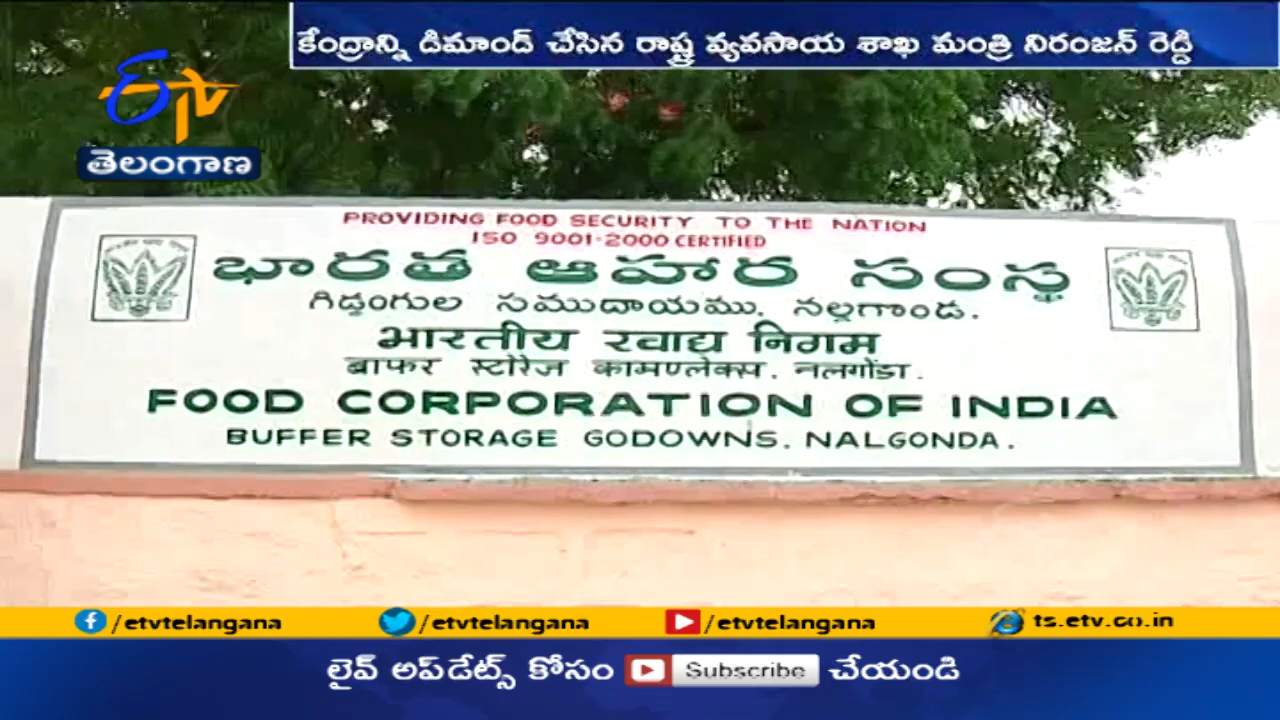 కేంద్రాన్ని డిమాండ్ చేసిన రాష్ట్ర వ్యవసాయ శాఖ మంత్రి నిరంజన్ రెడ్డి
ETV
తెలంగాణ
PROVIDING FOOD SECURITY TO THE NATION
ISO 9001-2000 CERTIFIED
భారత ఆహార సంస్థ
గిడ్డంగుల సముదాయము, నల్లగొండ.
भारतीय खाद्य निगम
बाफर स्टोरेज काम्पलेक्स. नलगोंडा.
FOOD CORPORATION OF INDIA
BUFFER STORAGE GODOWNS. NALGONDA.
/etvtelangana /etvtelangana /etvtelangana ts.etv.co.in
లైవ్ అప్‌డేట్స్ కోసం Subscribe చేయండి